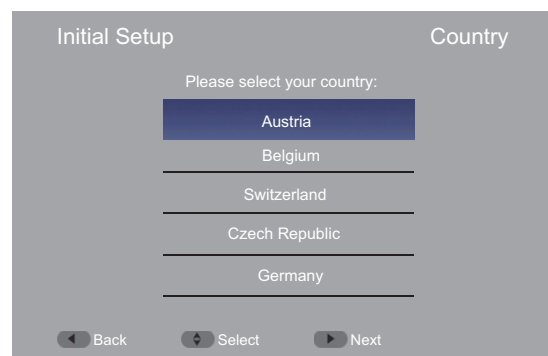 Initial Setup Country
Please select your country:
Austria
Belgium
Switzerland
Czech Republic
Germany
Back Select Next